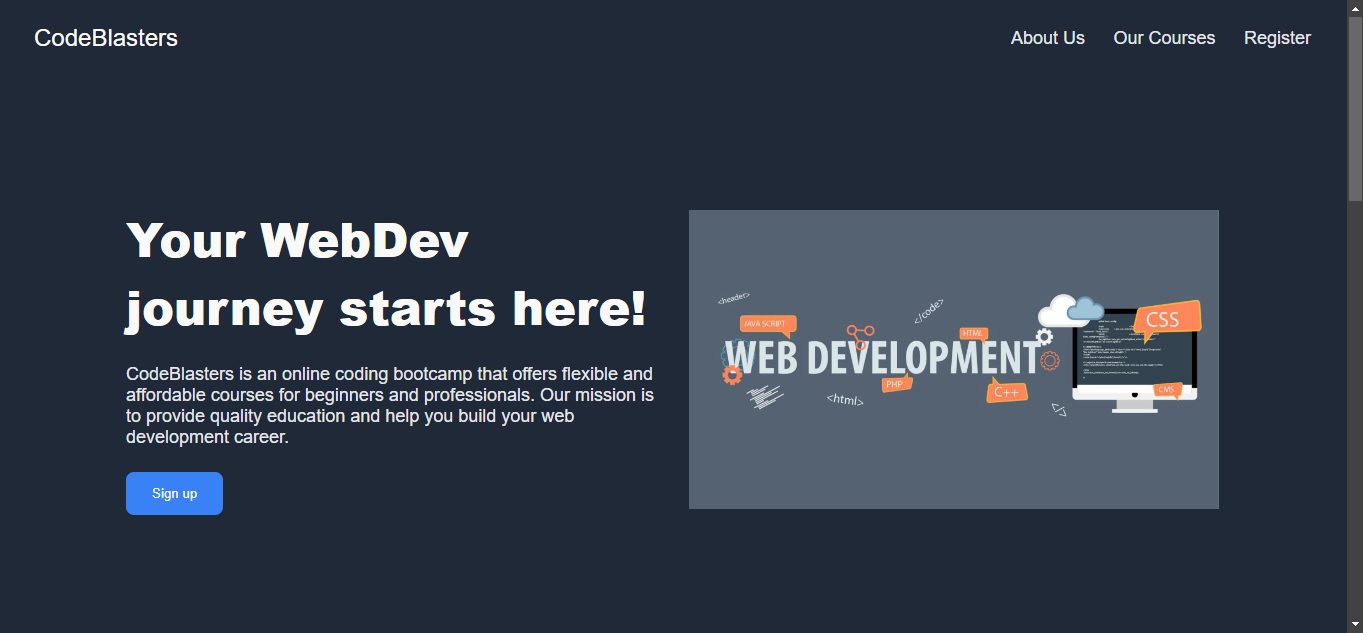 CodeBlasters
About Us
Our Courses
Register
Your WebDev
journey starts here!
CodeBlasters is an online coding bootcamp that offers flexible and
affordable courses for beginners and professionals. Our mission is
to provide quality education and help you build your web
development career.
Sign up
<header>
</code>
JAVA SCRIPT
HTML
CSS
WEB DEVELOPMENT
PHP
C++
CMS
<html>
</>